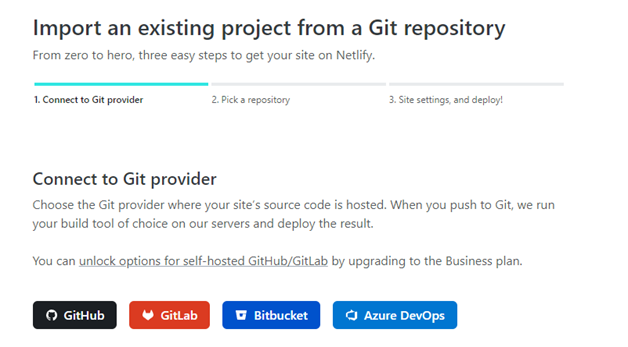 Import an existing project from a Git repository
From zero to hero, three easy steps to get your site on Netlify.
1. Connect to Git provider
2. Pick a repository
3. Site settings, and deploy!
Connect to Git provider
Choose the Git provider where your site's source code is hosted. When you push to Git, we run
your build tool of choice on our servers and deploy the result.
You can unlock options for self-hosted GitHub/GitLab by upgrading to the Business plan.
GitHub
GitLab
Bitbucket
Azure DevOps